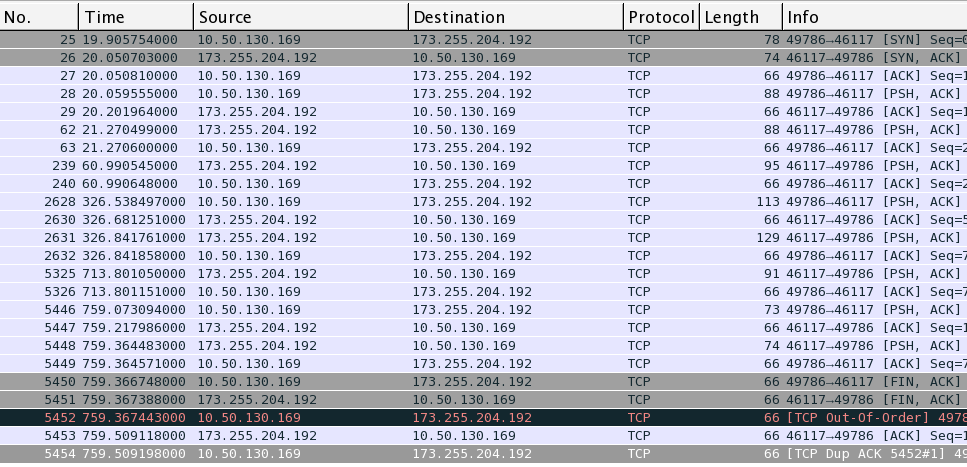 No. Time Source Destination Protocol Length Info
25 19.905754000 10.50.130.169 173.255.204.192 TCP 78 49786→46117 [SYN] Seq=0
26 20.050703000 173.255.204.192 10.50.130.169 TCP 74 46117→49786 [SYN, ACK]
27 20.050810000 10.50.130.169 173.255.204.192 TCP 66 49786→46117 [ACK] Seq=1
28 20.059555000 10.50.130.169 173.255.204.192 TCP 88 49786→46117 [PSH, ACK]
29 20.201964000 173.255.204.192 10.50.130.169 TCP 66 46117→49786 [ACK] Seq=1
62 21.270499000 173.255.204.192 10.50.130.169 TCP 88 46117→49786 [PSH, ACK]
63 21.270600000 10.50.130.169 173.255.204.192 TCP 66 49786→46117 [ACK] Seq=2
239 60.990545000 173.255.204.192 10.50.130.169 TCP 95 46117→49786 [PSH, ACK]
240 60.990648000 10.50.130.169 173.255.204.192 TCP 66 49786→46117 [ACK] Seq=2
2628 326.538497000 10.50.130.169 173.255.204.192 TCP 113 49786→46117 [PSH, ACK]
2630 326.681251000 173.255.204.192 10.50.130.169 TCP 66 46117→49786 [ACK] Seq=5
2631 326.841761000 173.255.204.192 10.50.130.169 TCP 129 46117→49786 [PSH, ACK]
2632 326.841858000 10.50.130.169 173.255.204.192 TCP 66 49786→46117 [ACK] Seq=7
5325 713.801050000 173.255.204.192 10.50.130.169 TCP 91 46117→49786 [PSH, ACK]
5326 713.801151000 10.50.130.169 173.255.204.192 TCP 66 49786→46117 [ACK] Seq=7
5446 759.073094000 10.50.130.169 173.255.204.192 TCP 73 49786→46117 [PSH, ACK]
5447 759.217986000 173.255.204.192 10.50.130.169 TCP 66 46117→49786 [ACK] Seq=1
5448 759.364483000 173.255.204.192 10.50.130.169 TCP 74 46117→49786 [PSH, ACK]
5449 759.364571000 10.50.130.169 173.255.204.192 TCP 66 49786→46117 [ACK] Seq=7
5450 759.366748000 10.50.130.169 173.255.204.192 TCP 66 49786→46117 [FIN, ACK]
5451 759.367388000 173.255.204.192 10.50.130.169 TCP 66 46117→49786 [FIN, ACK]
5452 759.367443000 10.50.130.169 173.255.204.192 TCP 66 [TCP Out-Of-Order] 4978
5453 759.509118000 173.255.204.192 10.50.130.169 TCP 66 46117→49786 [ACK] Seq=1
5454 759.509198000 10.50.130.169 173.255.204.192 TCP 66 [TCP Dup ACK 5452#1] 49